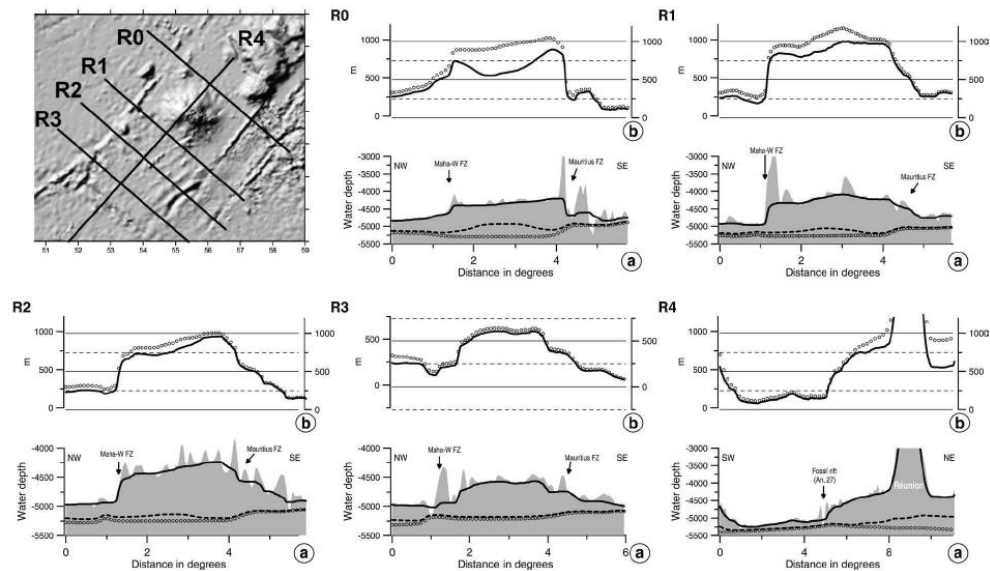 R0
R4
R1
R2
R3
51 52 53 54 55 56 57 58 59
R0
1000
500
0
m
1000
500
0
b
NW
Maha-W FZ
Mauritius FZ
SE
-3000
-3500
-4000
-4500
-5000
-5500
Water depth
0 2 4
Distance in degrees
a
R1
1000
500
0
1000
500
0
b
NW
Maha-W FZ
Mauritius FZ
SE
-3000
-3500
-4000
-4500
-5000
-5500
0 2 4
Distance in degrees
a
R2
1000
500
0
m
1000
500
0
b
NW
Maha-W FZ
Mauritius FZ
SE
-4000
-4500
-5000
-5500
Water depth
0 2 4
Distance in degrees
a
R3
500
0
m
500
0
b
NW
Maha-W FZ
Mauritius FZ
SE
-4000
-4500
-5000
-5500
Water depth
0 2 4 6
Distance in degrees
a
R4
1000
500
0
m
1000
500
0
b
SW
Fossil rift
(An. 27)
Réunion
NE
-3000
-3500
-4000
-4500
-5000
-5500
Water depth
0 2 4 6
Distance in degrees
a